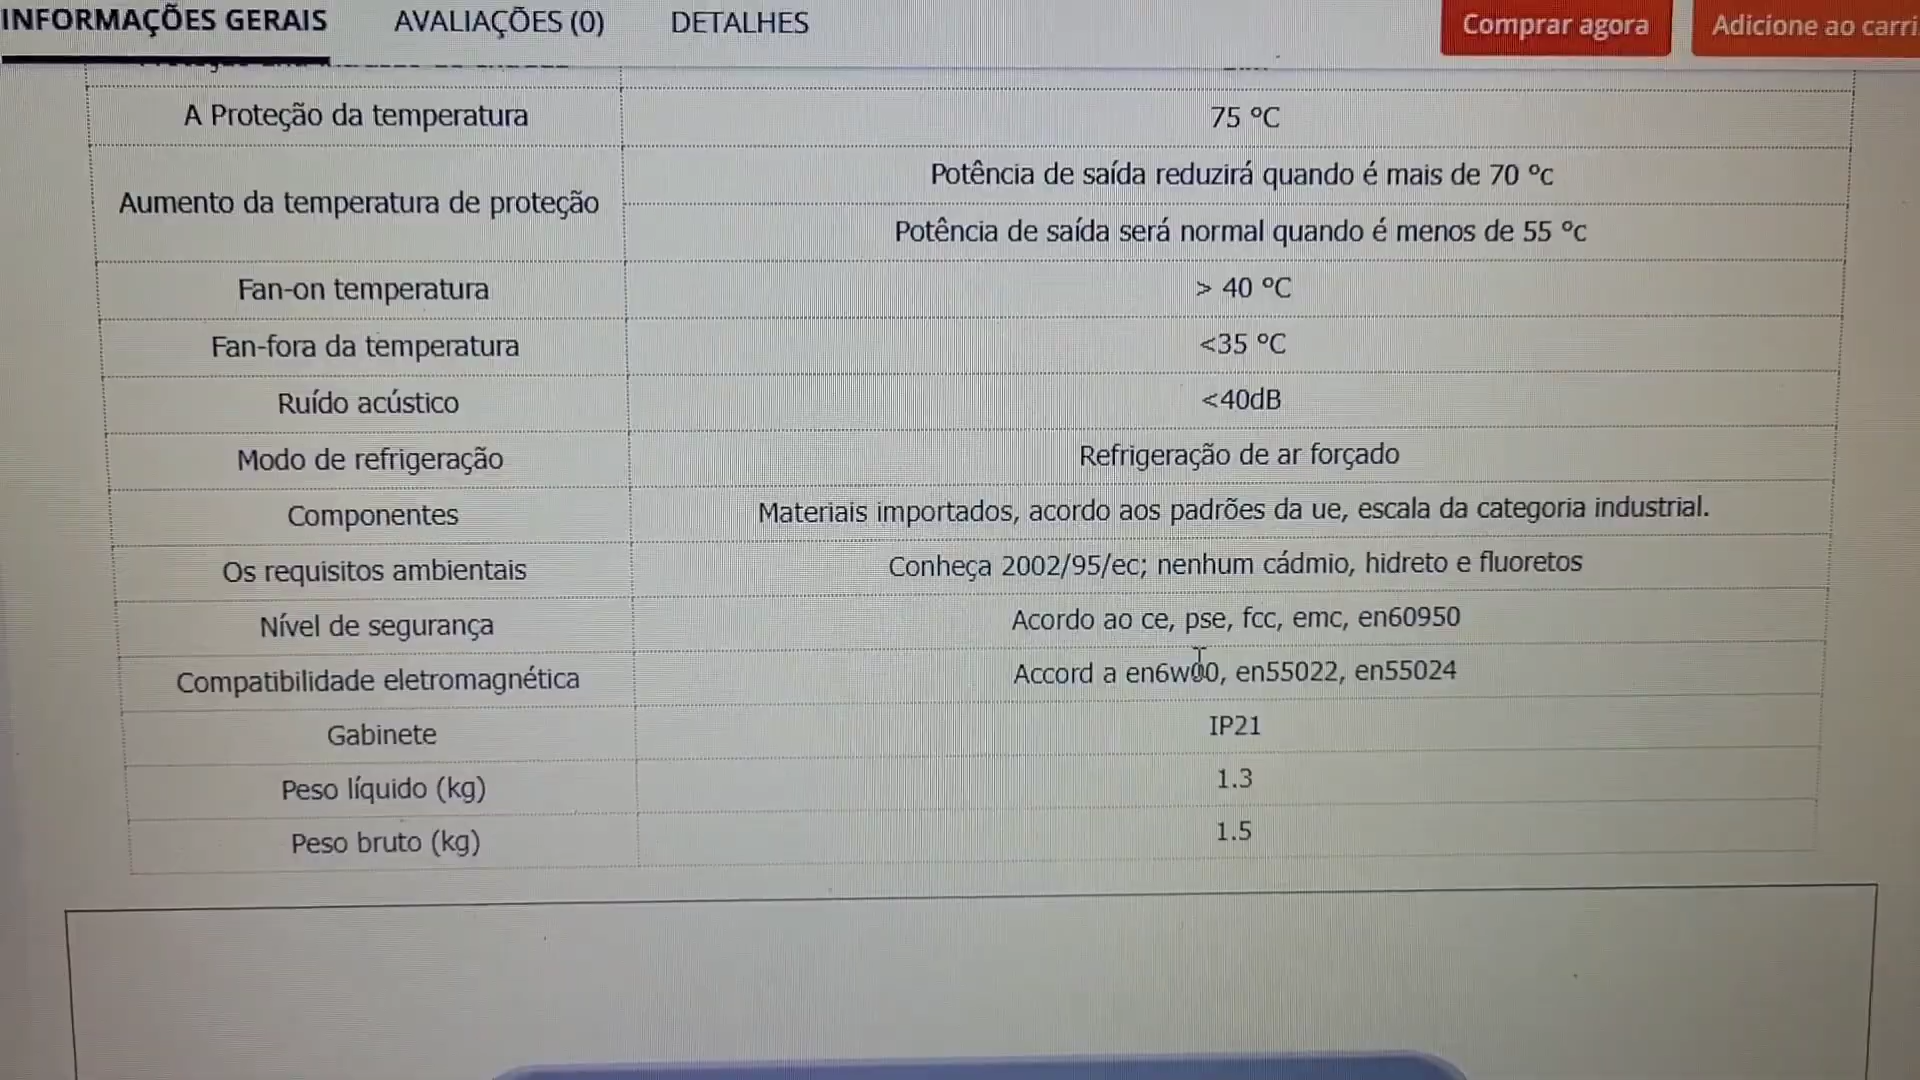 INFORMAÇÕES GERAIS
AVALIAÇÕES (0)
DETALHES
Comprar agora
Adicione ao carri
A Proteção da temperatura
75 ºC
Aumento da temperatura de proteção
Potência de saída reduzirá quando é mais de 70 ºc
Potência de saída será normal quando é menos de 55 ºc
Fan-on temperatura
> 40 ºC
Fan-fora da temperatura
<35 ºC
Ruído acústico
<40dB
Modo de refrigeração
Refrigeração de ar forçado
Componentes
Materiais importados, acordo aos padrões da ue, escala da categoria industrial.
Os requisitos ambientais
Conheça 2002/95/ec; nenhum cádmio, hidreto e fluoretos
Nível de segurança
Acordo ao ce, pse, fcc, emc, en60950
Compatibilidade eletromagnética
Accord a en6w00, en55022, en55024
Gabinete
IP21
Peso líquido (kg)
1.3
Peso bruto (kg)
1.5